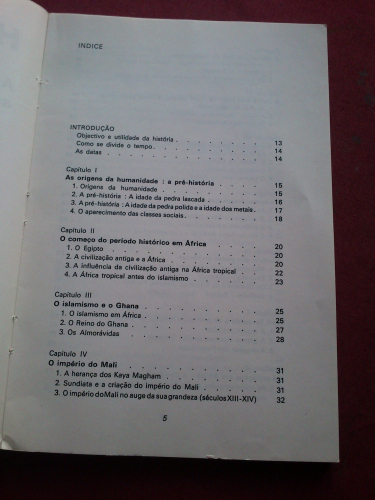 INDICE
INTRODUÇÃO
Objectivo e utilidade da história . . . . . . . 13
Como se divide o tempo . . . . . . . . 14
As datas . . . . . . . . . . . 14
Capítulo I
As origens da humanidade : a pré-história . . . . 15
1. Origens da humanidade . . . . . . . . 15
2. A pré-história : A idade da pedra lascada . . . . 16
3. A pré-história : A idade da pedra polida e a idade dos metais . 17
4. O aparecimento das classes sociais . . . . . . 18
Capítulo II
O começo do período histórico em África . . . . 20
1. O Egipto . . . . . . . . . . . 20
2. A civilização antiga e a África . . . . . . . 20
3. A influência da civilização antiga na África tropical . . 22
4. A África tropical antes do islamismo . . . . . 23
Capítulo III
O islamismo e o Ghana . . . . . . . . 25
1. O islamismo em África . . . . . . . . 25
2. O Reino do Ghana . . . . . . . . . 27
3. Os Almorávidas . . . . . . . . . 28
Capítulo IV
O império do Mali . . . . . . . . . 31
1. A herança dos Keya Magham . . . . . . . 31
2. Sundiata e a criação do império do Mali . . . . 31
3. O império do Mali no auge da sua grandeza (séculos XIII-XIV) 32
5